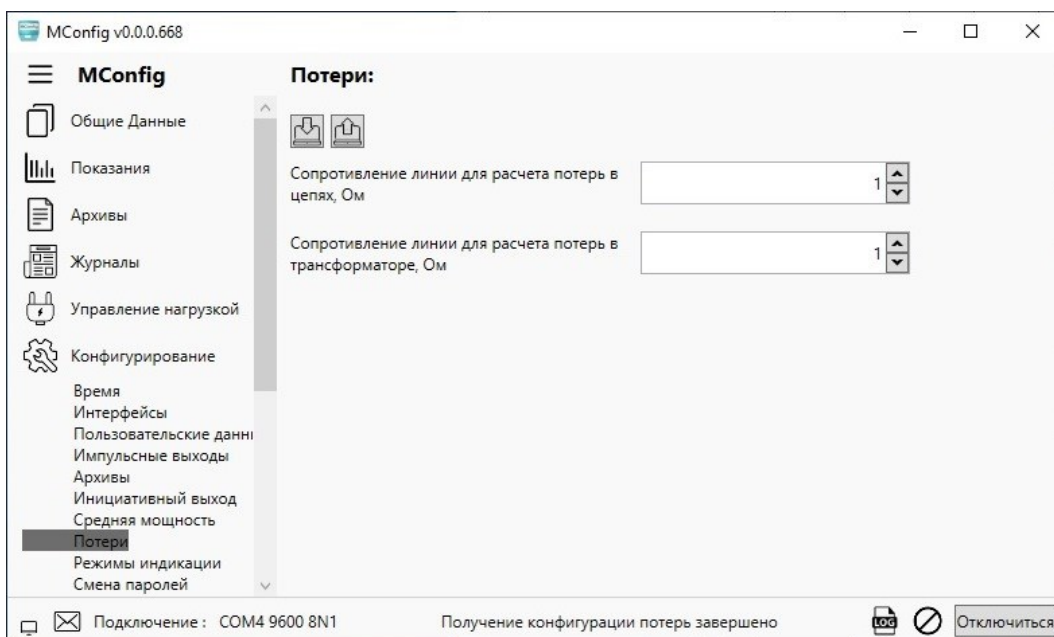 MConfig v0.0.0.668
MConfig
Общие Данные
Показания
Архивы
Журналы
Управление нагрузкой
Конфигурирование
Время
Интерфейсы
Пользовательские данн
Импульсные выходы
Архивы
Инициативный выход
Средняя мощность
Потери
Режимы индикации
Смена паролей
Потери:
Сопротивление линии для расчета потерь в
цепях, Ом
1
Сопротивление линии для расчета потерь в
трансформаторе, Ом
1
Подключение : COM4 9600 8N1
Получение конфигурации потерь завершено
LOG
Отключиться